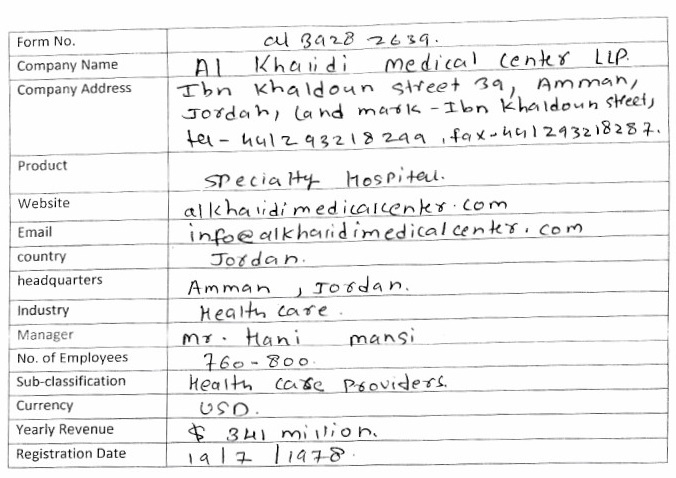 Form No. al 3928-2639.
Company Name Al Khalidi medical center LLP.
Company Address Ibn Khaldoun street 39, Amman,
Jordan, land mark - Ibn khaldoun street,
tel - 441293218299, fax - 441293218287.
Product Specialty Hospital.
Website alkhalidimedicalcenter.com
Email info@alkhalidimedicalcenter.com
country Jordan.
headquarters Amman, Jordan.
Industry Health care.
Manager mr. Hani mansi
No. of Employees 760-800.
Sub-classification Health care Providers.
Currency USD.
Yearly Revenue $ 341 million.
Registration Date 19/7/1978.